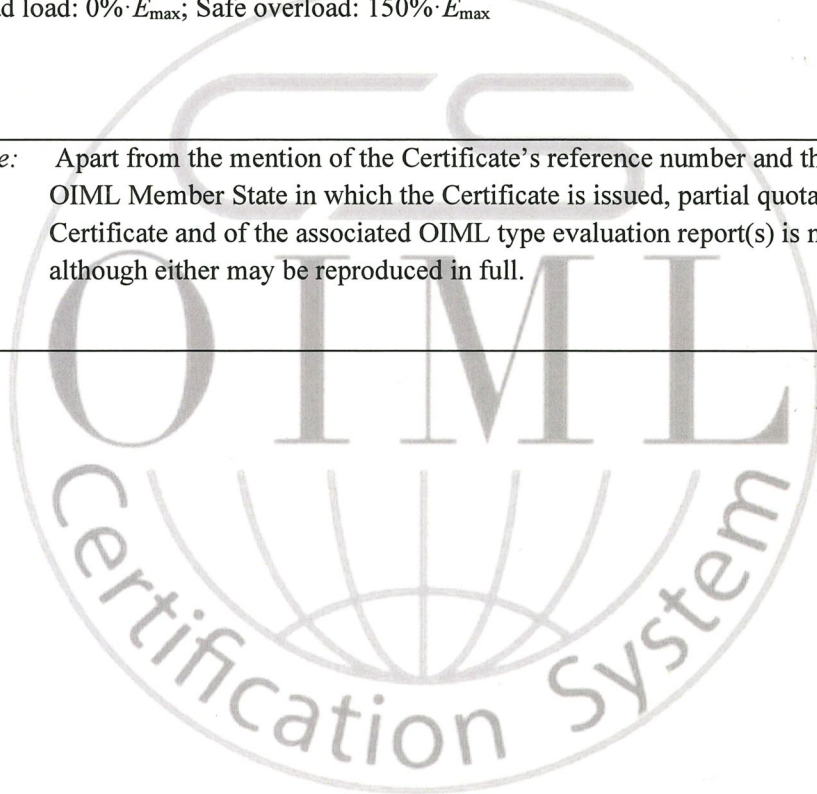 d load: 0%·Emax; Safe overload: 150%·Emax
e: Apart from the mention of the Certificate's reference number and th
OIML Member State in which the Certificate is issued, partial quota
Certificate and of the associated OIML type evaluation report(s) is n
although either may be reproduced in full.
CS
OIML
Certification System